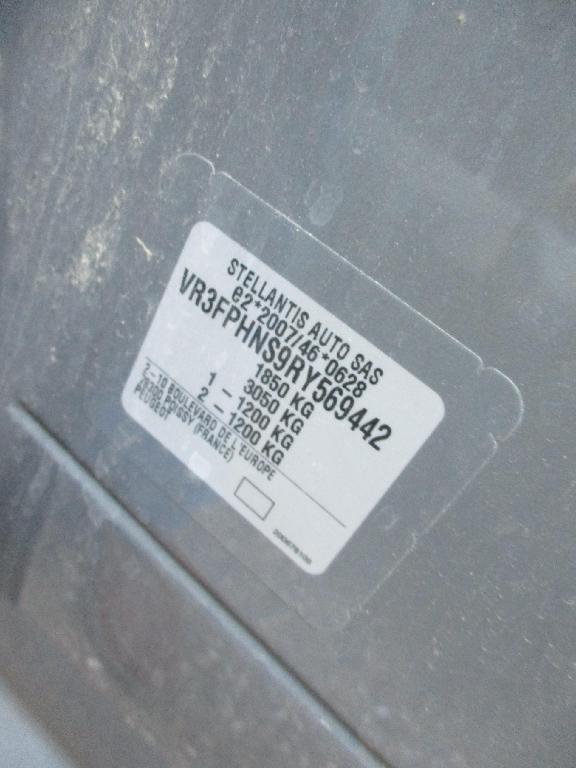 STELLANTIS AUTO SAS
e2*2007/46*0628
VR3FPHNS9RY569442
1850 KG
3050 KG
1 - 1200 KG
2 - 1200 KG
2-10 BOULEVARD DE L'EUROPE
78300 POISSY (FRANCE)
PEUGEOT